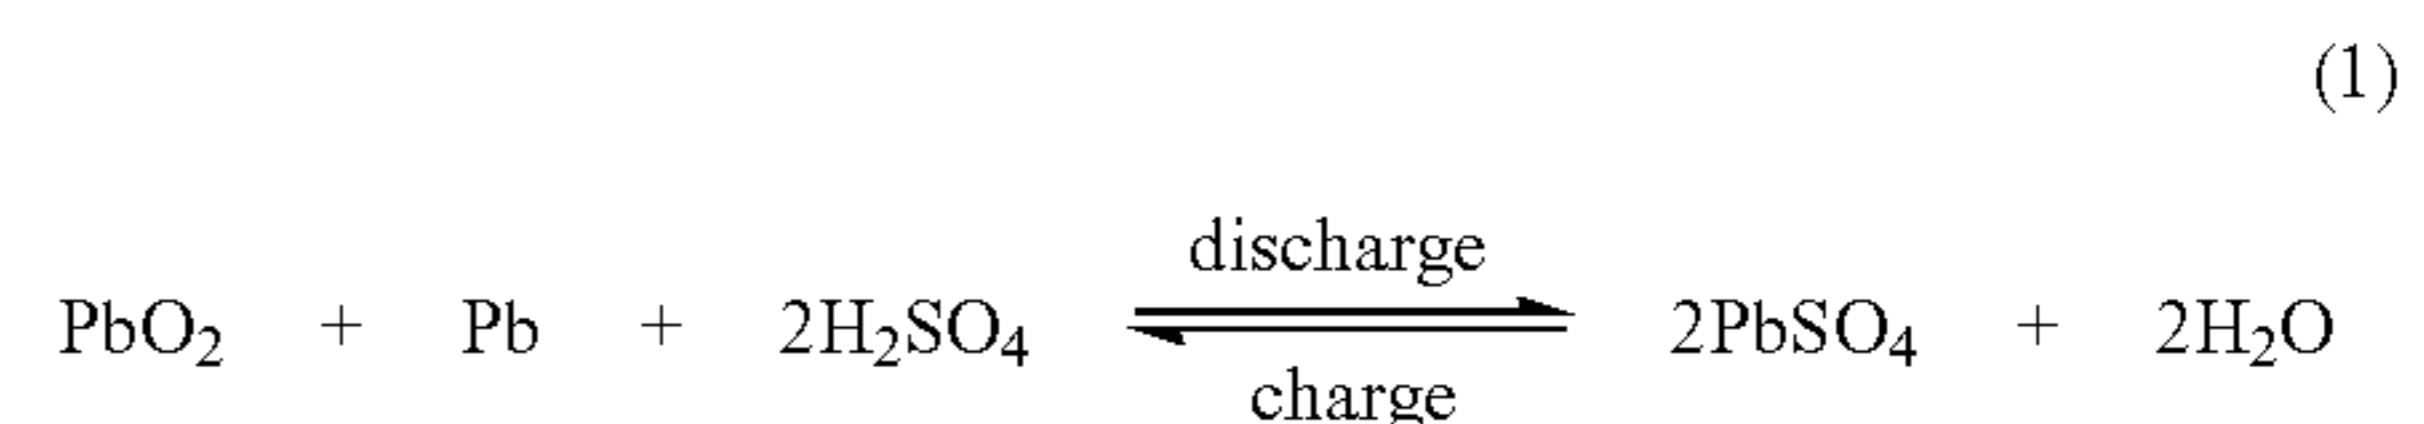 (1)
discharge
PbO₂ + Pb + 2H₂SO₄ ⇌ 2PbSO₄ + 2H₂O
charge